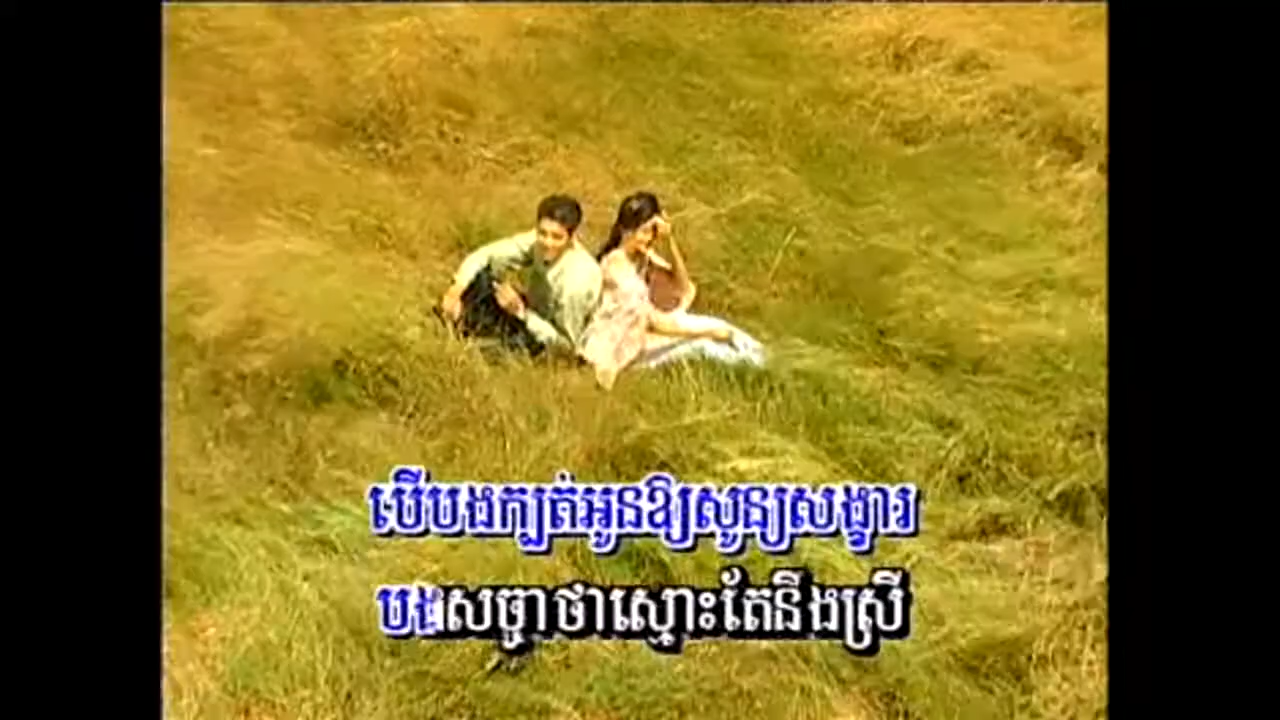 បើបងក្បត់អូនឱ្យសូន្យសង្ខារ
បងសច្ចាថាស្មោះតែនឹងស្រី